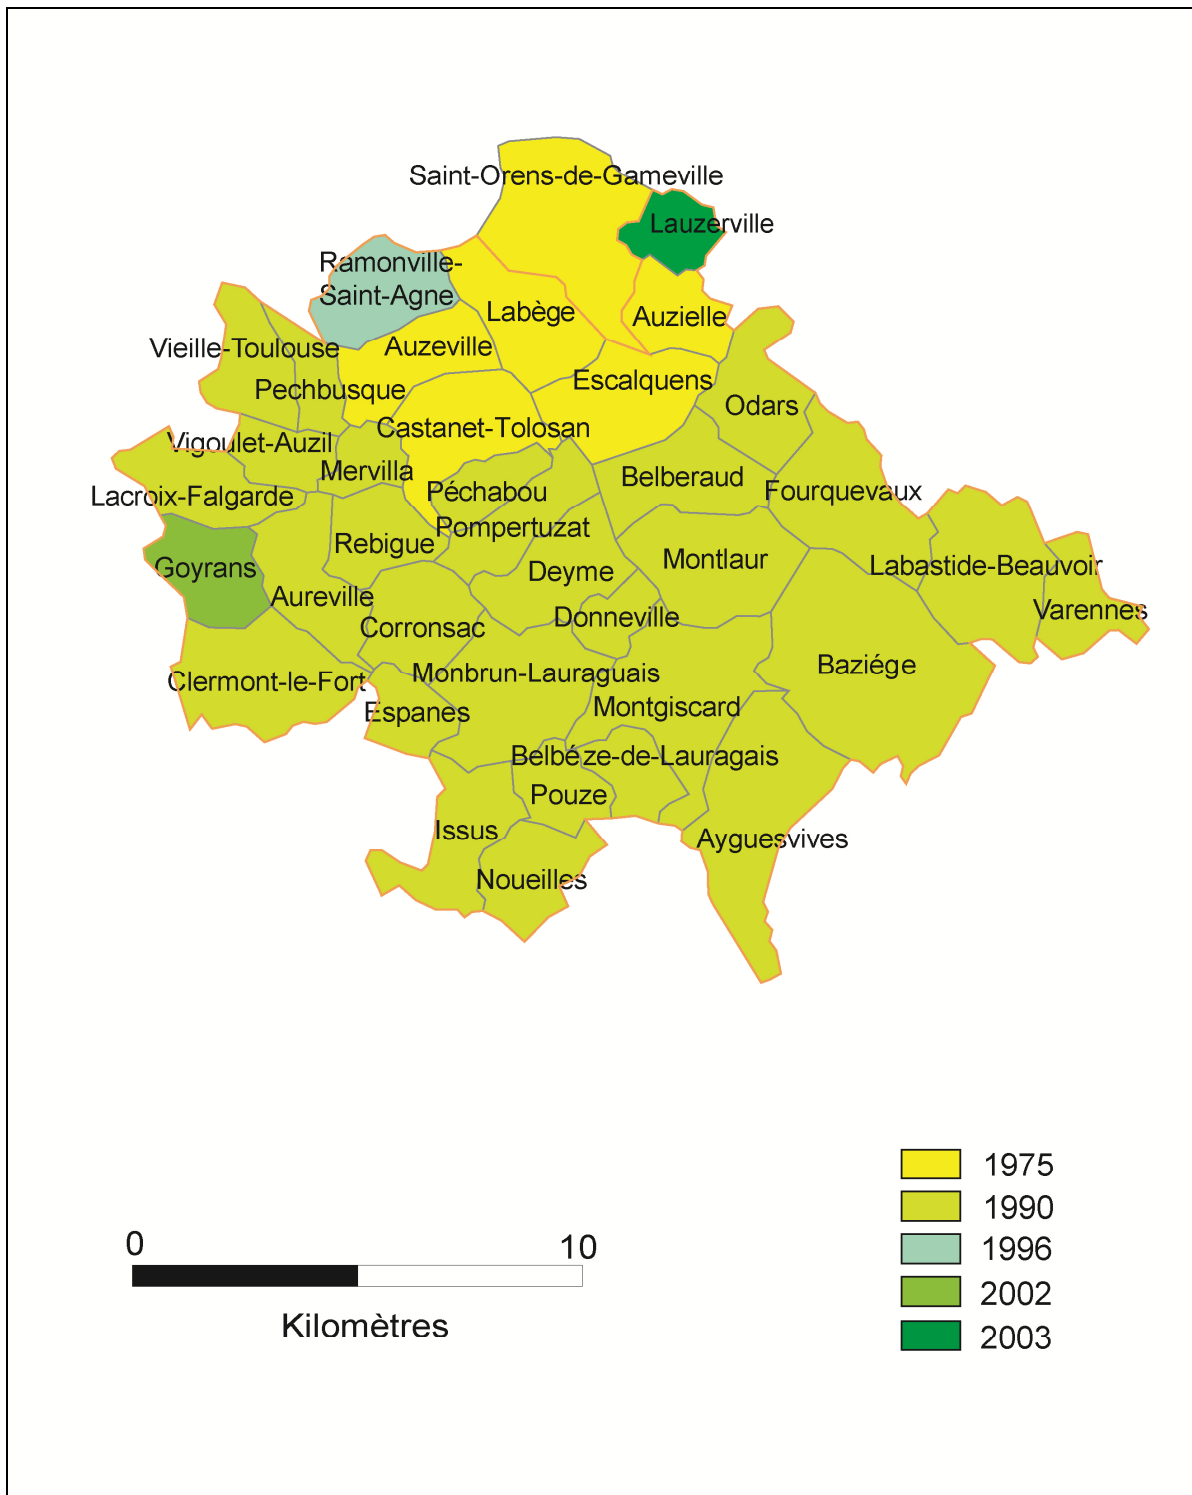 Saint-Orens-de-Gameville
Lauzerville
Ramonville-
Saint-Agne
Labège
Auzielle
Auzeville
Vieille-Toulouse
Pechbusque
Escalquens
Odars
Castanet-Tolosan
Vigoulet-Auzil
Mervilla
Belberaud
Péchabou
Fourquevaux
Lacroix-Falgarde
Pompertuzat
Rebigue
Montlaur
Goyrans
Deyme
Labastide-Beauvoir
Aureville
Donneville
Varennes
Corronsac
Baziége
Monbrun-Lauraguais
Clermont-le-Fort
Espanes
Montgiscard
Belbéze-de-Lauragais
Pouze
Issus
Ayguesvives
Noueilles
1975
1990
1996
2002
2003
0 10
Kilomètres